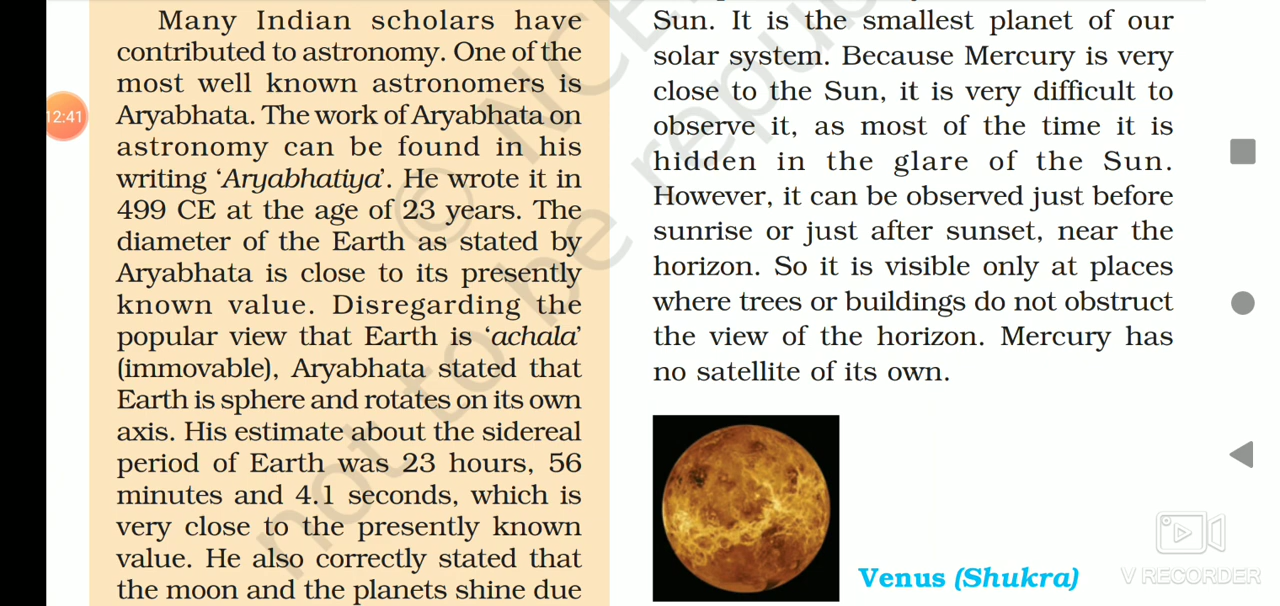 Many Indian scholars have
contributed to astronomy. One of the
most well known astronomers is
Aryabhata. The work of Aryabhata on
astronomy can be found in his
writing ‘Aryabhatiya’. He wrote it in
499 CE at the age of 23 years. The
diameter of the Earth as stated by
Aryabhata is close to its presently
known value. Disregarding the
popular view that Earth is ‘achala’
(immovable), Aryabhata stated that
Earth is sphere and rotates on its own
axis. His estimate about the sidereal
period of Earth was 23 hours, 56
minutes and 4.1 seconds, which is
very close to the presently known
value. He also correctly stated that
the moon and the planets shine due
Sun. It is the smallest planet of our
solar system. Because Mercury is very
close to the Sun, it is very difficult to
observe it, as most of the time it is
hidden in the glare of the Sun.
However, it can be observed just before
sunrise or just after sunset, near the
horizon. So it is visible only at places
where trees or buildings do not obstruct
the view of the horizon. Mercury has
no satellite of its own.
Venus (Shukra)
12:41
V RECORDER
not to be republ
© NCE